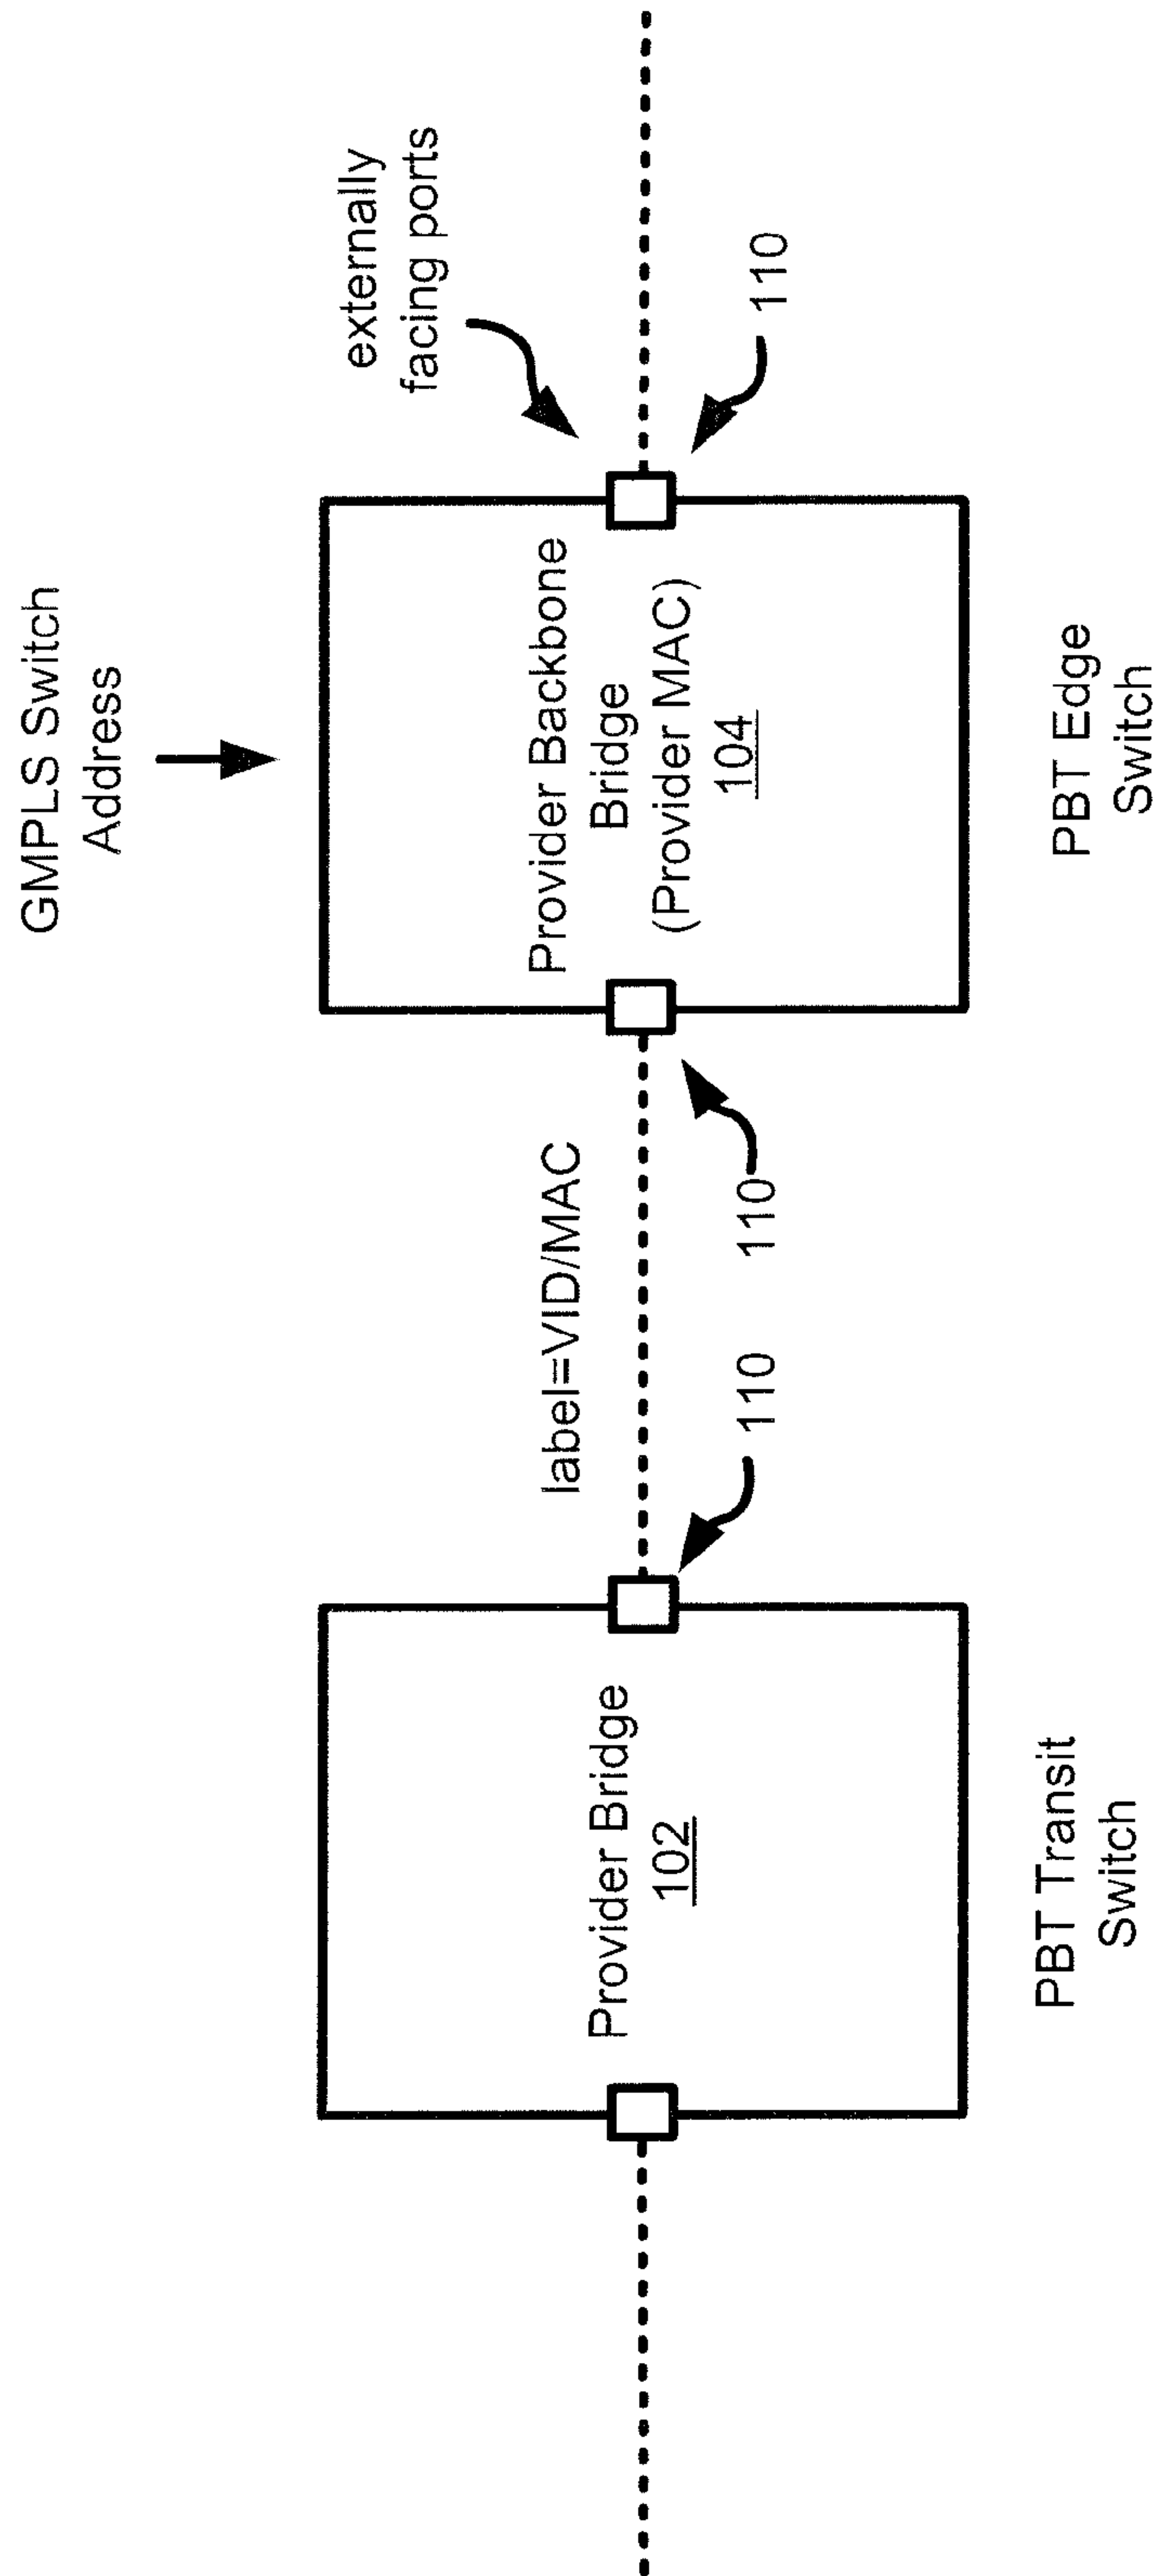 GMPLS Switch
Address
externally
facing ports
110
Provider Backbone
Bridge
(Provider MAC)
104
PBT Edge
Switch
label=VID/MAC
110
110
Provider Bridge
102
PBT Transit
Switch